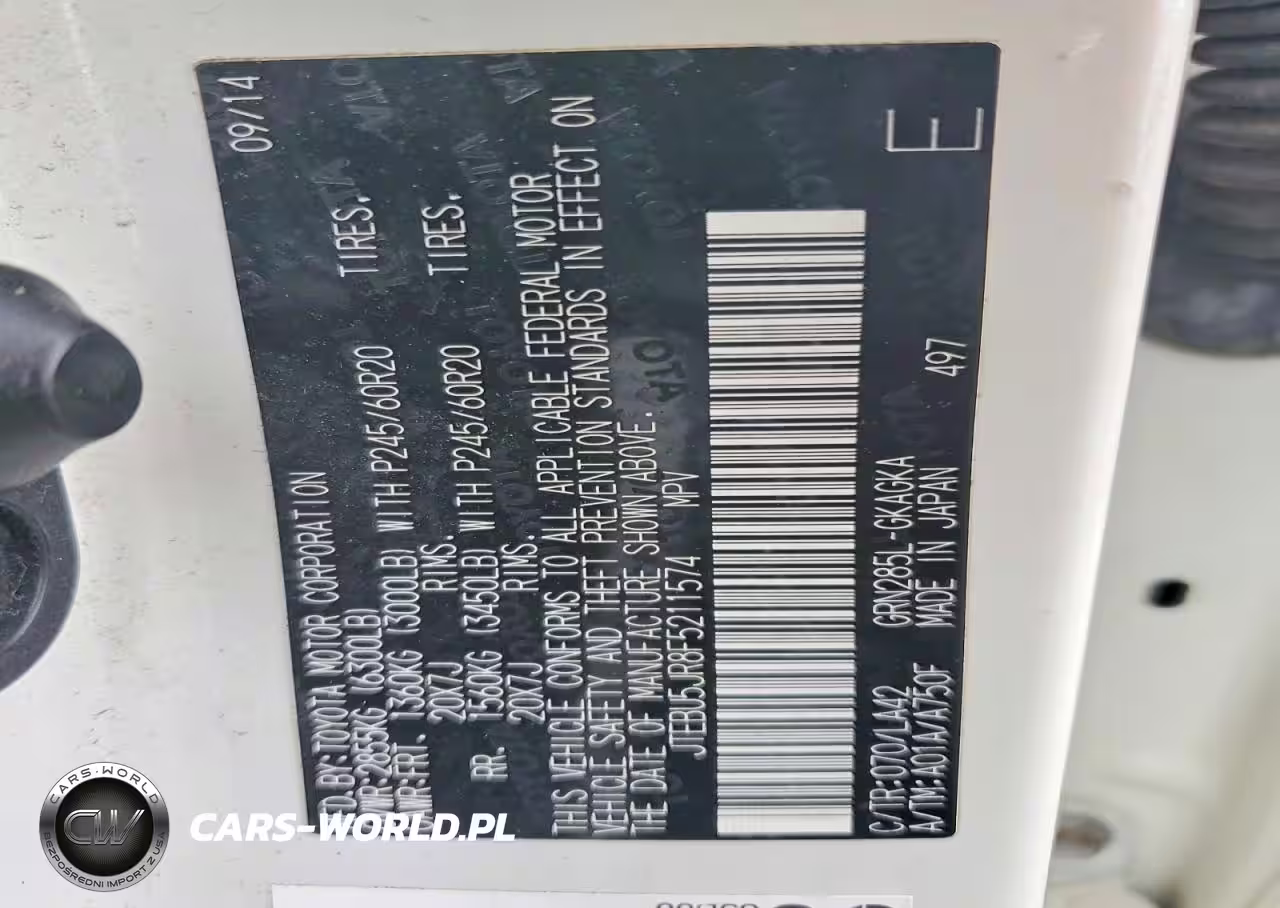 MFD.BY:TOYOTA MOTOR CORPORATION 09/14
GVWR 2855KG (6300LB)
GAWR FRT. 1360KG (3000LB) WITH P245/60R20 TIRES.
20X7J RIMS.
RR. 1560KG (3450LB) WITH P245/60R20 TIRES.
20X7J RIMS.
THIS VEHICLE CONFORMS TO ALL APPLICABLE FEDERAL MOTOR
VEHICLE SAFETY AND THEFT PREVENTION STANDARDS IN EFFECT ON
THE DATE OF MANUFACTURE SHOWN ABOVE.
JTEBU5JR8F5211574 MPV
C/TR:070/LA42 GRN285L-GKAGKA
A/TM:A01A/A750F MADE IN JAPAN 497
E
CARS-WORLD
CW
BEZPOŚREDNI IMPORT Z USA
CARS-WORLD.PL